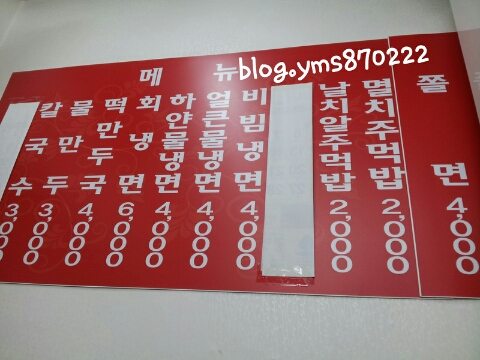 blog.yms870222
메뉴
칼국수 3,000
물만두 3,000
떡만두국 4,000
회냉면 6,000
하얀물냉면 4,000
얼큰물냉면 4,000
비빔냉면 4,000
날치알주먹밥 2,000
멸치주먹밥 2,000
쫄면 4,000